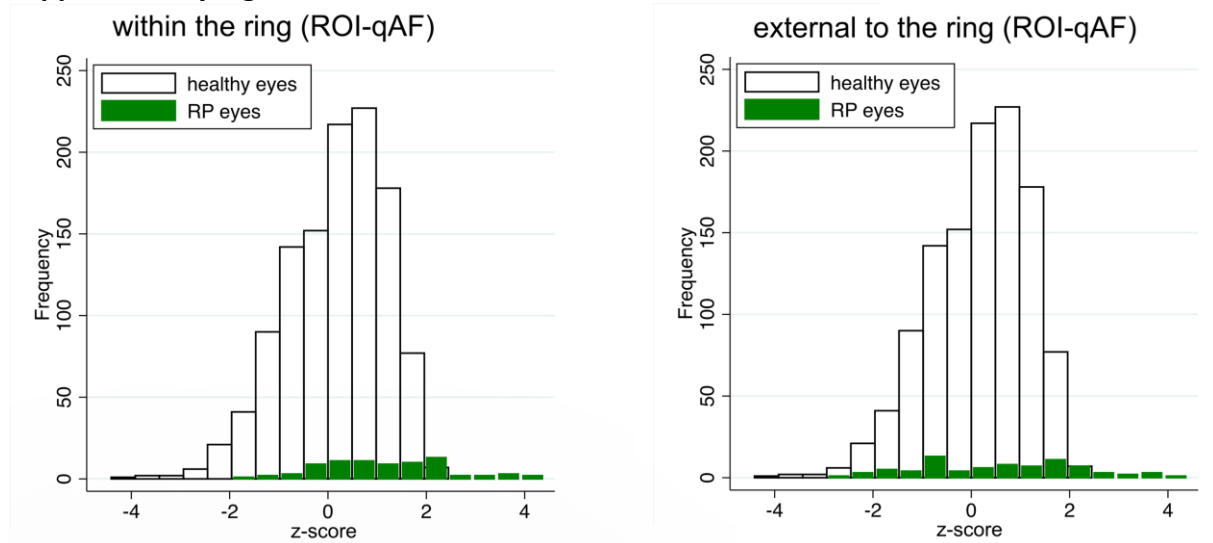 within the ring (ROI-qAF)
healthy eyes
RP eyes
Frequency
250
200
150
100
50
0
-4 -2 0 2 4
z-score
external to the ring (ROI-qAF)
healthy eyes
RP eyes
Frequency
250
200
150
100
50
0
-4 -2 0 2 4
z-score